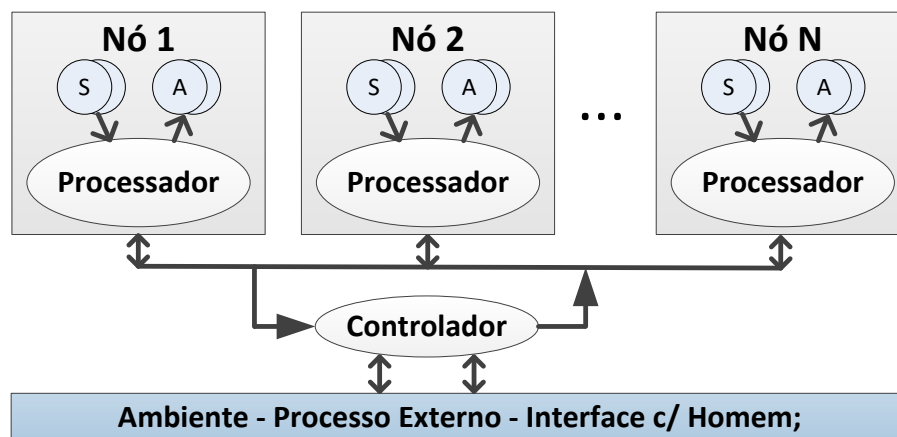 Nó 1
Nó 2
Nó N
S A
S A
S A
...
Processador
Processador
Processador
Controlador
Ambiente - Processo Externo - Interface c/ Homem;